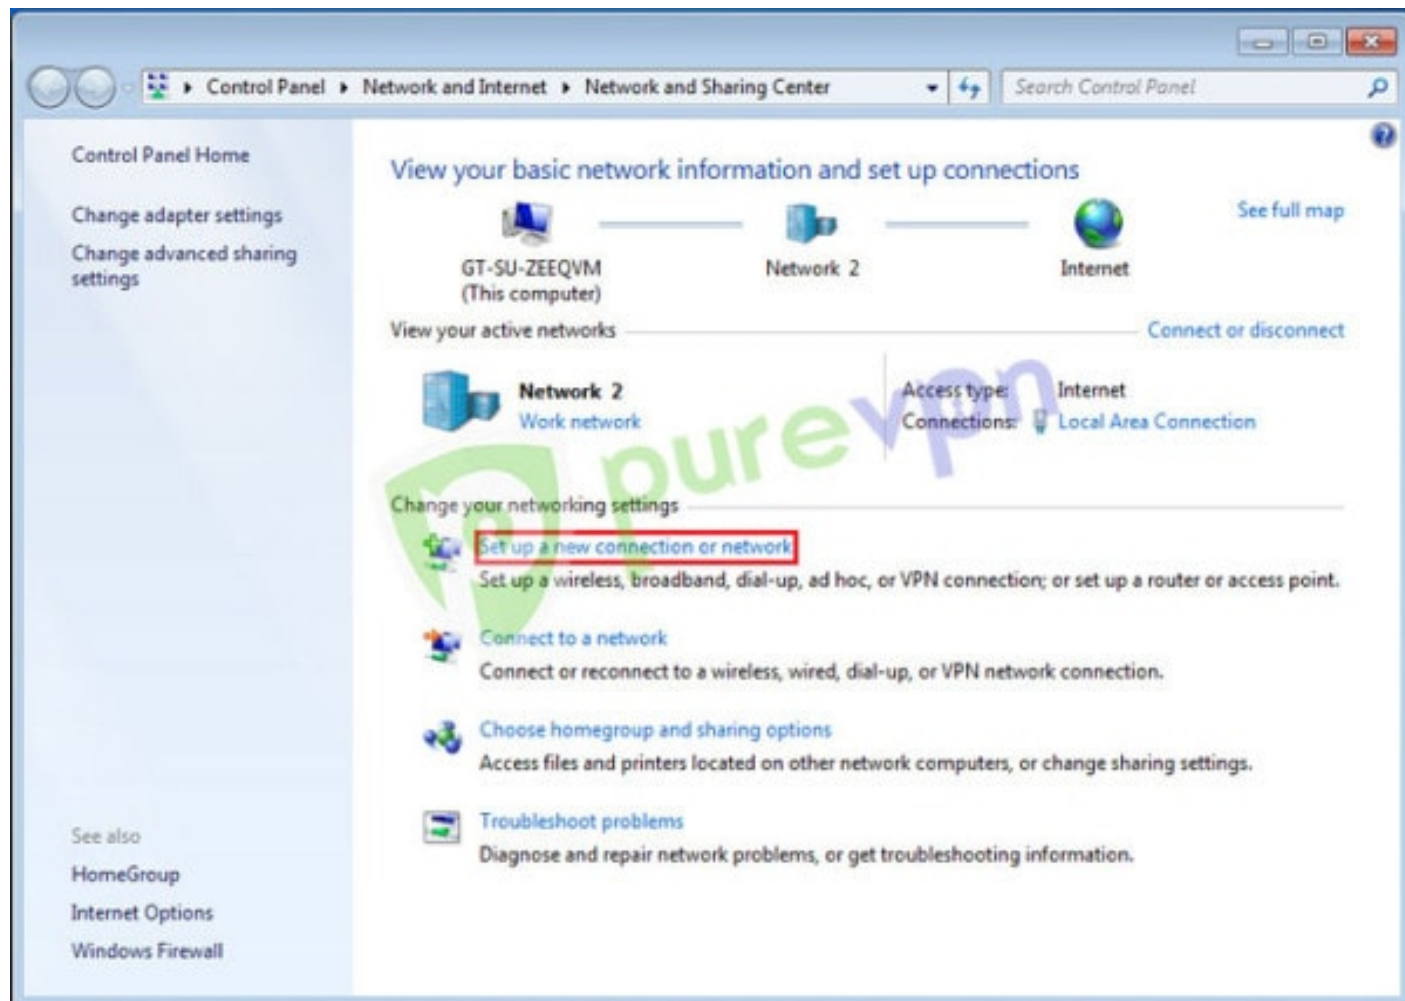 Control Panel Network and Internet Network and Sharing Center
Search Control Panel
Control Panel Home
Change adapter settings
Change advanced sharing
settings
See also
HomeGroup
Internet Options
Windows Firewall
View your basic network information and set up connections
See full map
GT-SU-ZEEQVM
(This computer)
Network 2
Internet
View your active networks
Connect or disconnect
Network 2
Work network
Access type: Internet
Connections: Local Area Connection
purevpn
Change your networking settings
Set up a new connection or network
Set up a wireless, broadband, dial-up, ad hoc, or VPN connection; or set up a router or access point.
Connect to a network
Connect or reconnect to a wireless, wired, dial-up, or VPN network connection.
Choose homegroup and sharing options
Access files and printers located on other network computers, or change sharing settings.
Troubleshoot problems
Diagnose and repair network problems, or get troubleshooting information.